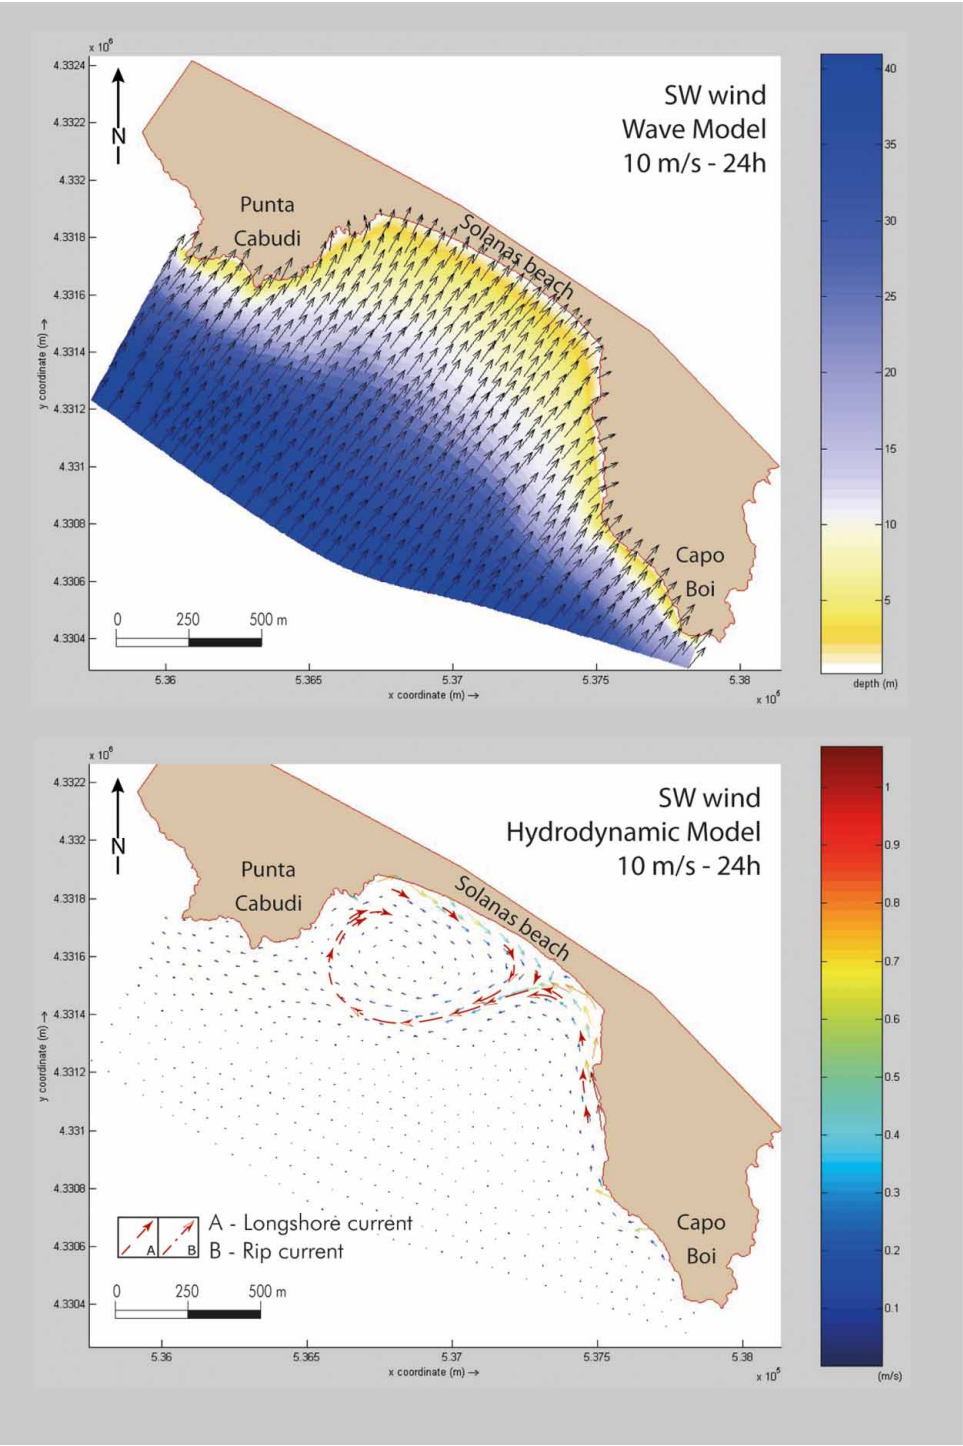 x 10⁶
4.3324
4.3322
4.332
4.3318
4.3316
4.3314
4.3312
4.331
4.3308
4.3306
4.3304
y coordinate (m) →
N
SW wind
Wave Model
10 m/s - 24h
Punta
Cabudi
Solanas beach
Capo
Boi
0 250 500 m
5.36 5.365 5.37 5.375 5.38
x coordinate (m) →
x 10⁵
40
35
30
25
20
15
10
5
depth (m)
x 10⁶
4.3322
4.332
4.3318
4.3316
4.3314
4.3312
4.331
4.3308
4.3306
4.3304
y coordinate (m) →
N
SW wind
Hydrodynamic Model
10 m/s - 24h
Punta
Cabudi
Solanas beach
Capo
Boi
A B
A - Longshore current
B - Rip current
0 250 500 m
5.36 5.365 5.37 5.375 5.38
x coordinate (m) →
x 10⁵
1
0.9
0.8
0.7
0.6
0.5
0.4
0.3
0.2
0.1
(m/s)